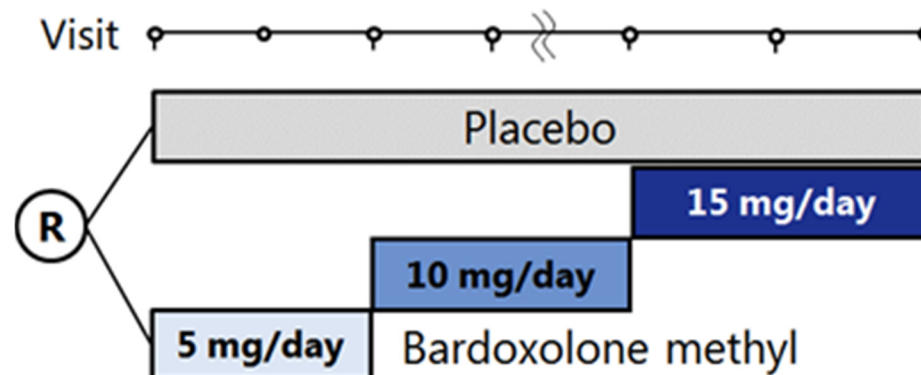 Visit
Placebo
15 mg/day
R
10 mg/day
5 mg/day
Bardoxolone methyl